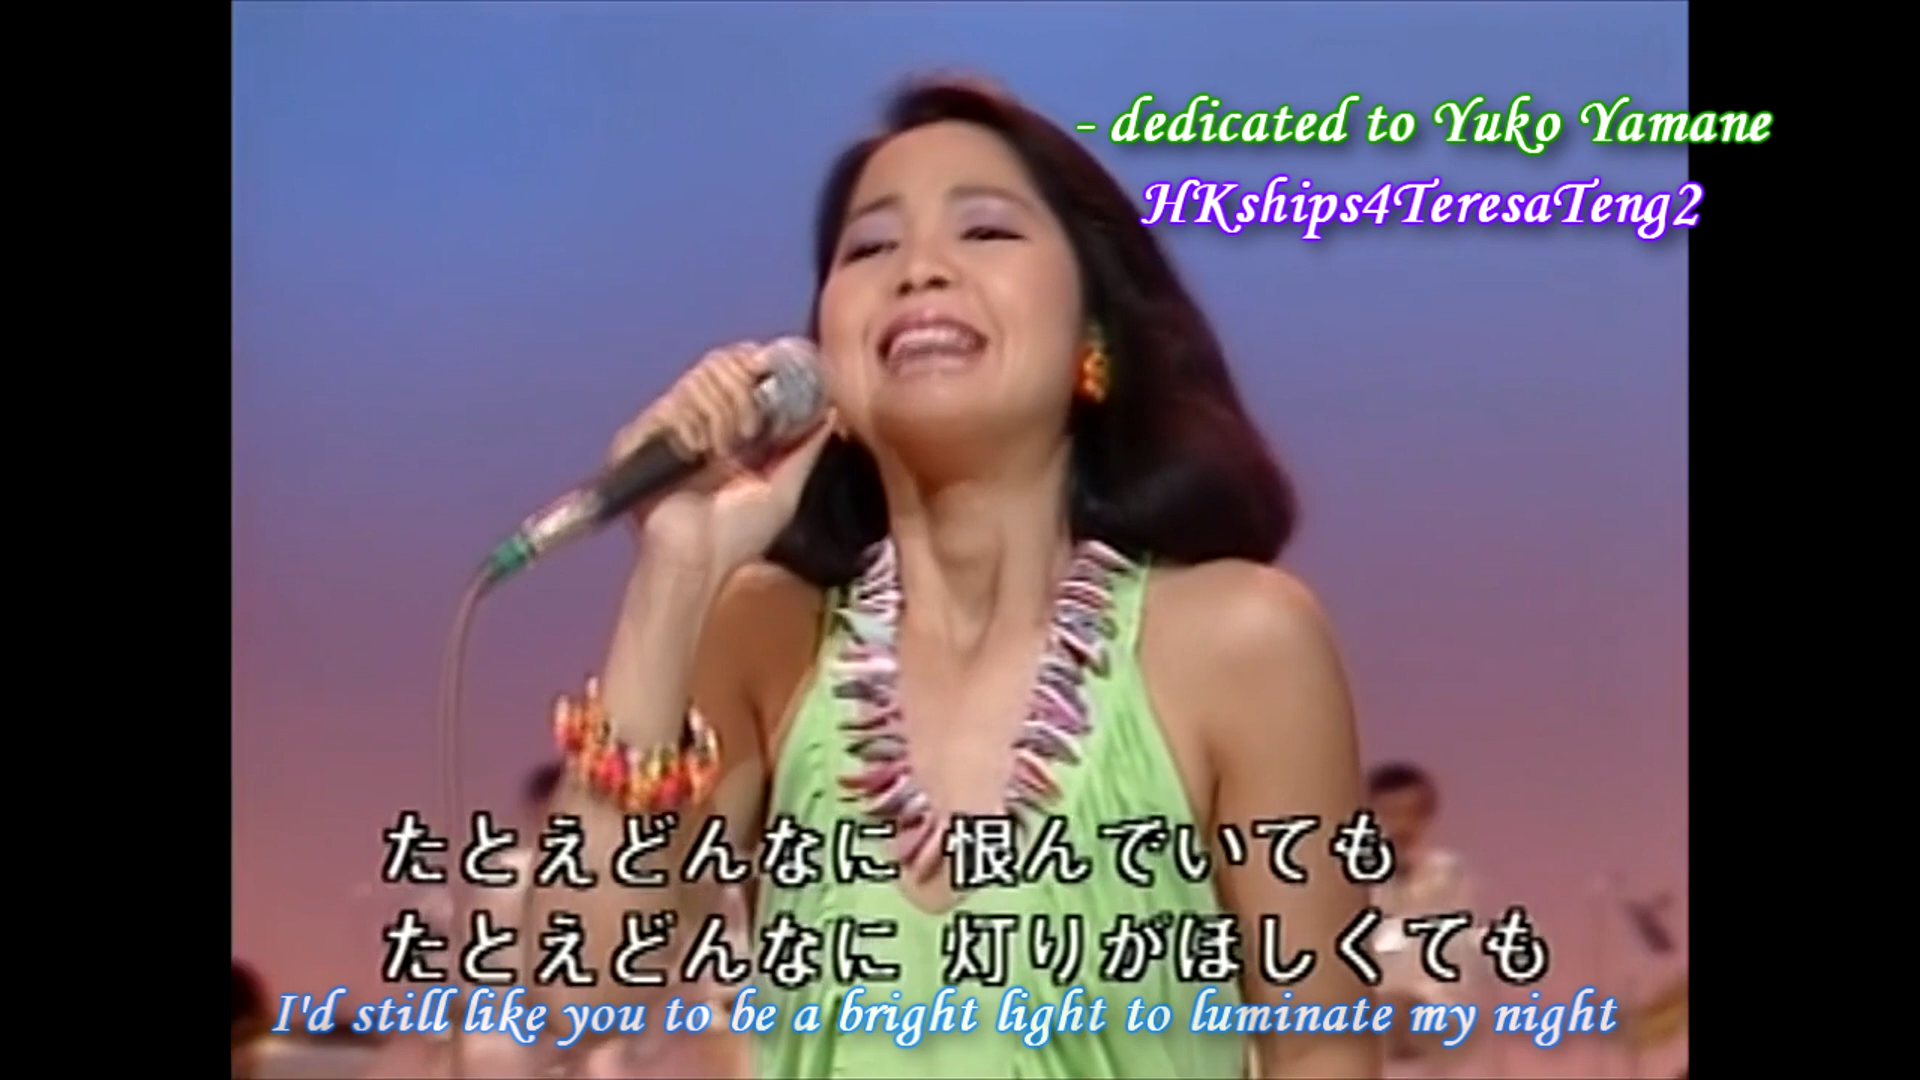 - dedicated to Yuko Yamane
HKships4TeresaTeng2
たとえどんなに 恨んでいても
たとえどんなに 灯りがほしくても
I'd still like you to be a bright light to luminate my night